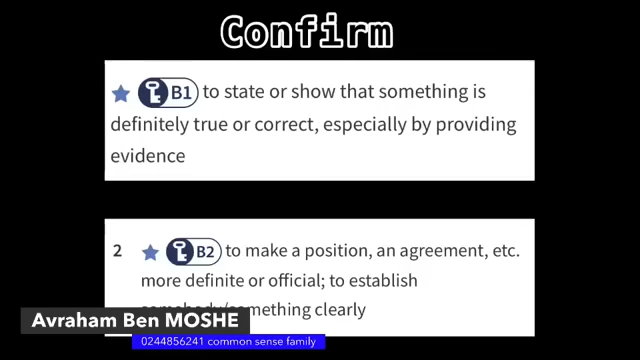 Confirm
B1 to state or show that something is
definitely true or correct, especially by providing
evidence
2 B2 to make a position, an agreement, etc.
more definite or official; to establish
somebody/something clearly
Avraham Ben MOSHE
0244856241 common sense family